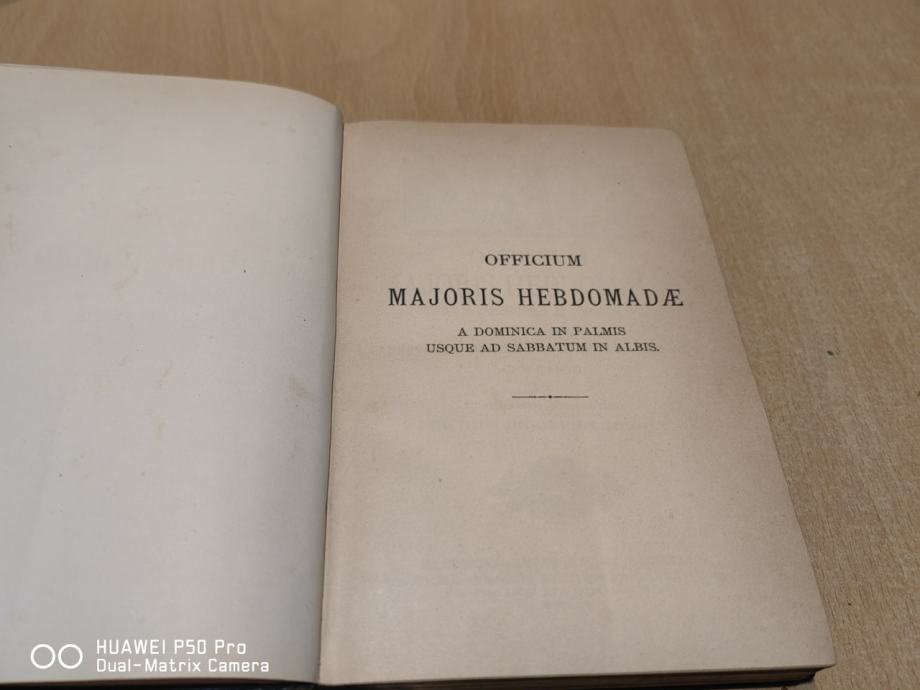 OFFICIUM
MAJORIS HEBDOMADÆ
A DOMINICA IN PALMIS
USQUE AD SABBATUM IN ALBIS.
HUAWEI P50 Pro
Dual-Matrix Camera